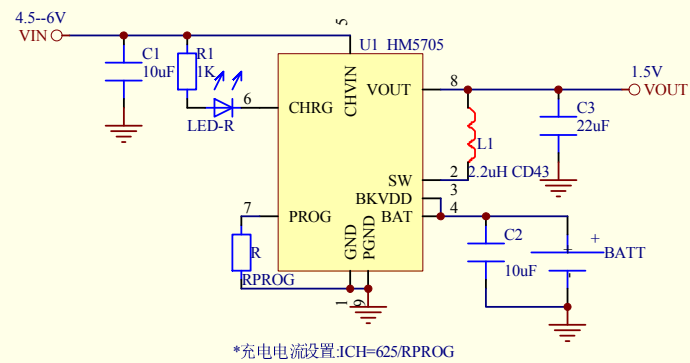 4.5--6V
VIN
5
U1 HM5705
C1
10uF
R1
1K
CHVIN
VOUT
8
1.5V
VOUT
6
CHRG
LED-R
C3
22uF
L1
2.2uH CD43
SW
2
BKVDD
3
7
PROG
BAT
4
R
RPROG
GND
PGND
1
9
C2
10uF
+
+
BATT
-
*充电电流设置:ICH=625/RPROG